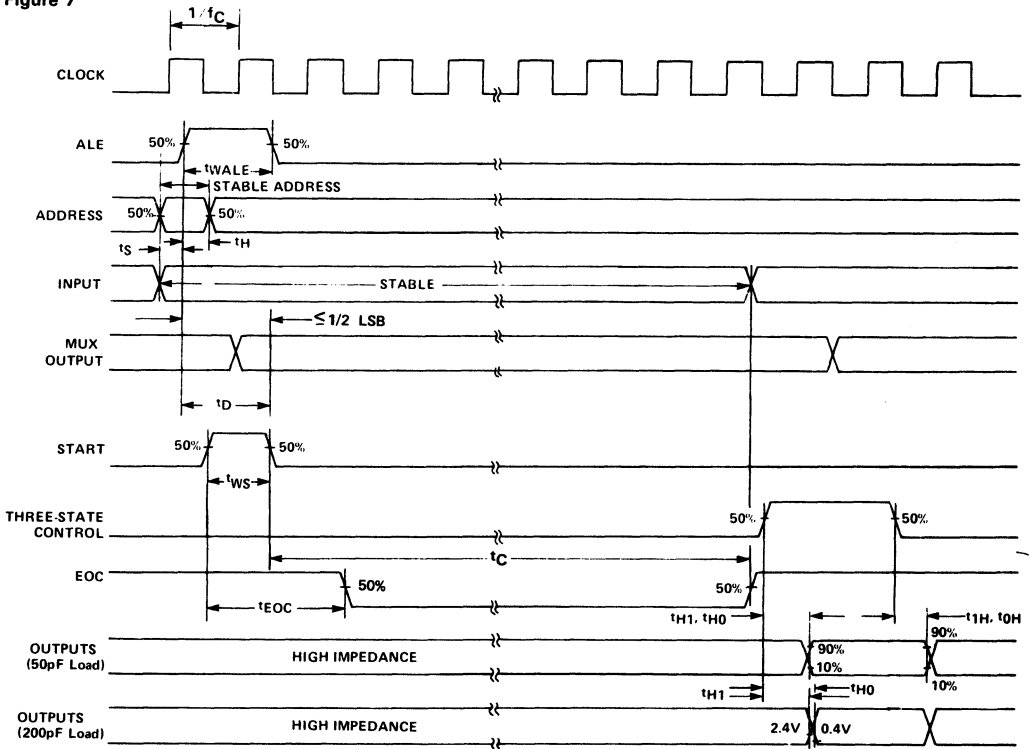 Figure 7
1/fC
CLOCK
ALE
50%
50%
tWALE
STABLE ADDRESS
ADDRESS
50%
50%
tS
tH
INPUT
STABLE
≤1/2 LSB
MUX
OUTPUT
tD
START
50%
50%
tWS
THREE-STATE
CONTROL
50%
50%
tC
EOC
50%
50%
tEOC
tH1, tH0
t1H, t0H
OUTPUTS
(50pF Load)
HIGH IMPEDANCE
90%
10%
90%
10%
tH1
tH0
OUTPUTS
(200pF Load)
HIGH IMPEDANCE
2.4V
0.4V